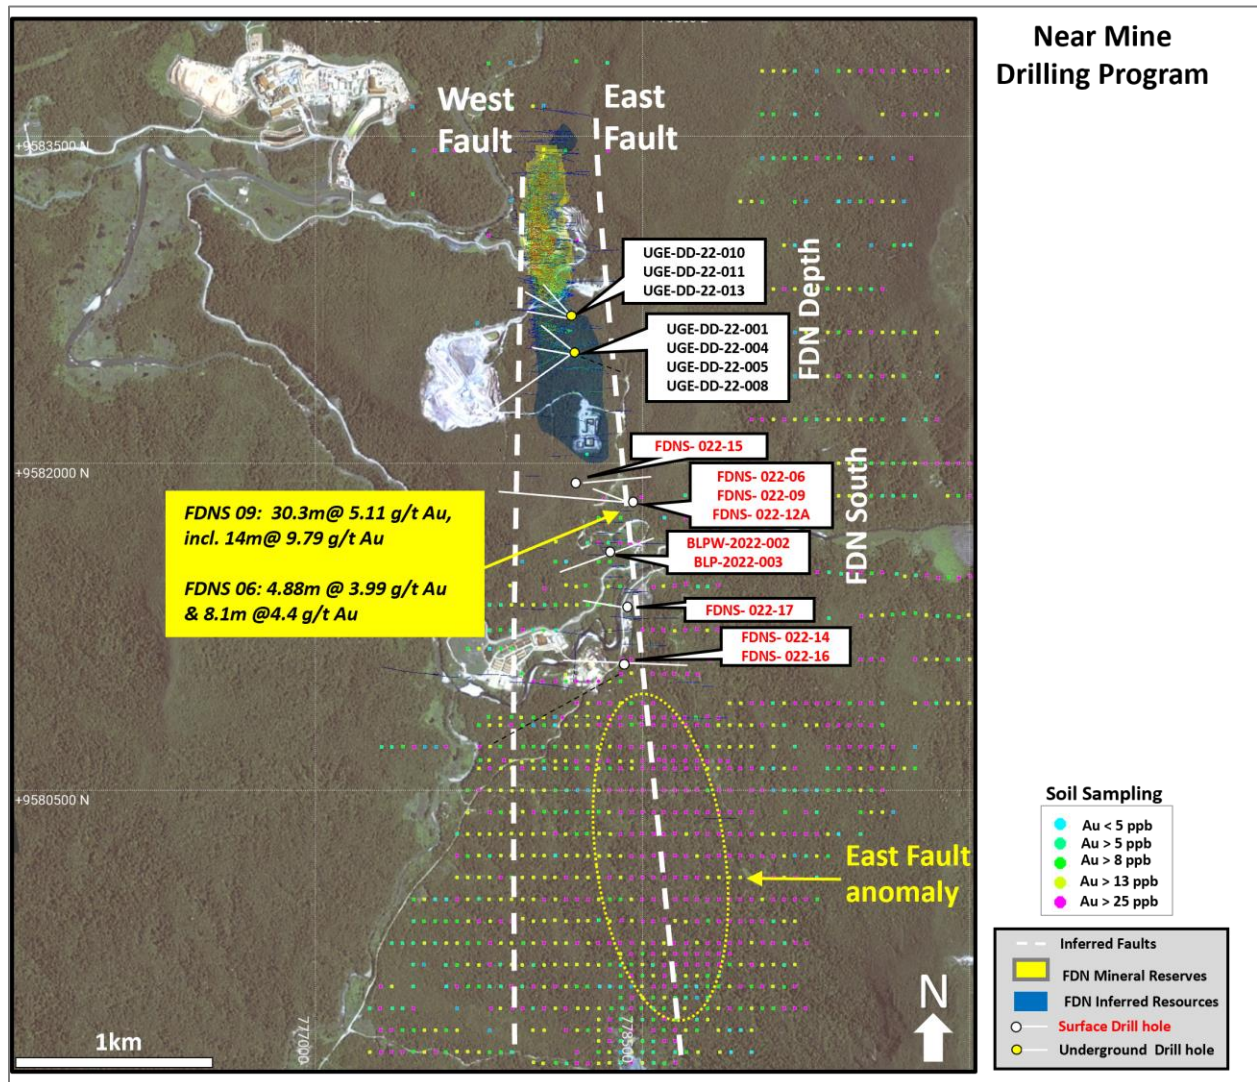 Near Mine
Drilling Program
West
Fault
East
Fault
+9583500 N
UGE-DD-22-010
UGE-DD-22-011
UGE-DD-22-013
UGE-DD-22-001
UGE-DD-22-004
UGE-DD-22-005
UGE-DD-22-008
FDN Depth
FDNS- 022-15
+9582000 N
FDNS- 022-06
FDNS- 022-09
FDNS- 022-12A
FDN South
FDNS 09: 30.3m@ 5.11 g/t Au,
incl. 14m@ 9.79 g/t Au
FDNS 06: 4.88m @ 3.99 g/t Au
& 8.1m @4.4 g/t Au
BLPW-2022-002
BLP-2022-003
FDNS- 022-17
FDNS- 022-14
FDNS- 022-16
+9580500 N
East Fault
anomaly
N
777000
778500
1km
Soil Sampling
Au < 5 ppb
Au > 5 ppb
Au > 8 ppb
Au > 13 ppb
Au > 25 ppb
Inferred Faults
FDN Mineral Reserves
FDN Inferred Resources
Surface Drill hole
Underground Drill hole